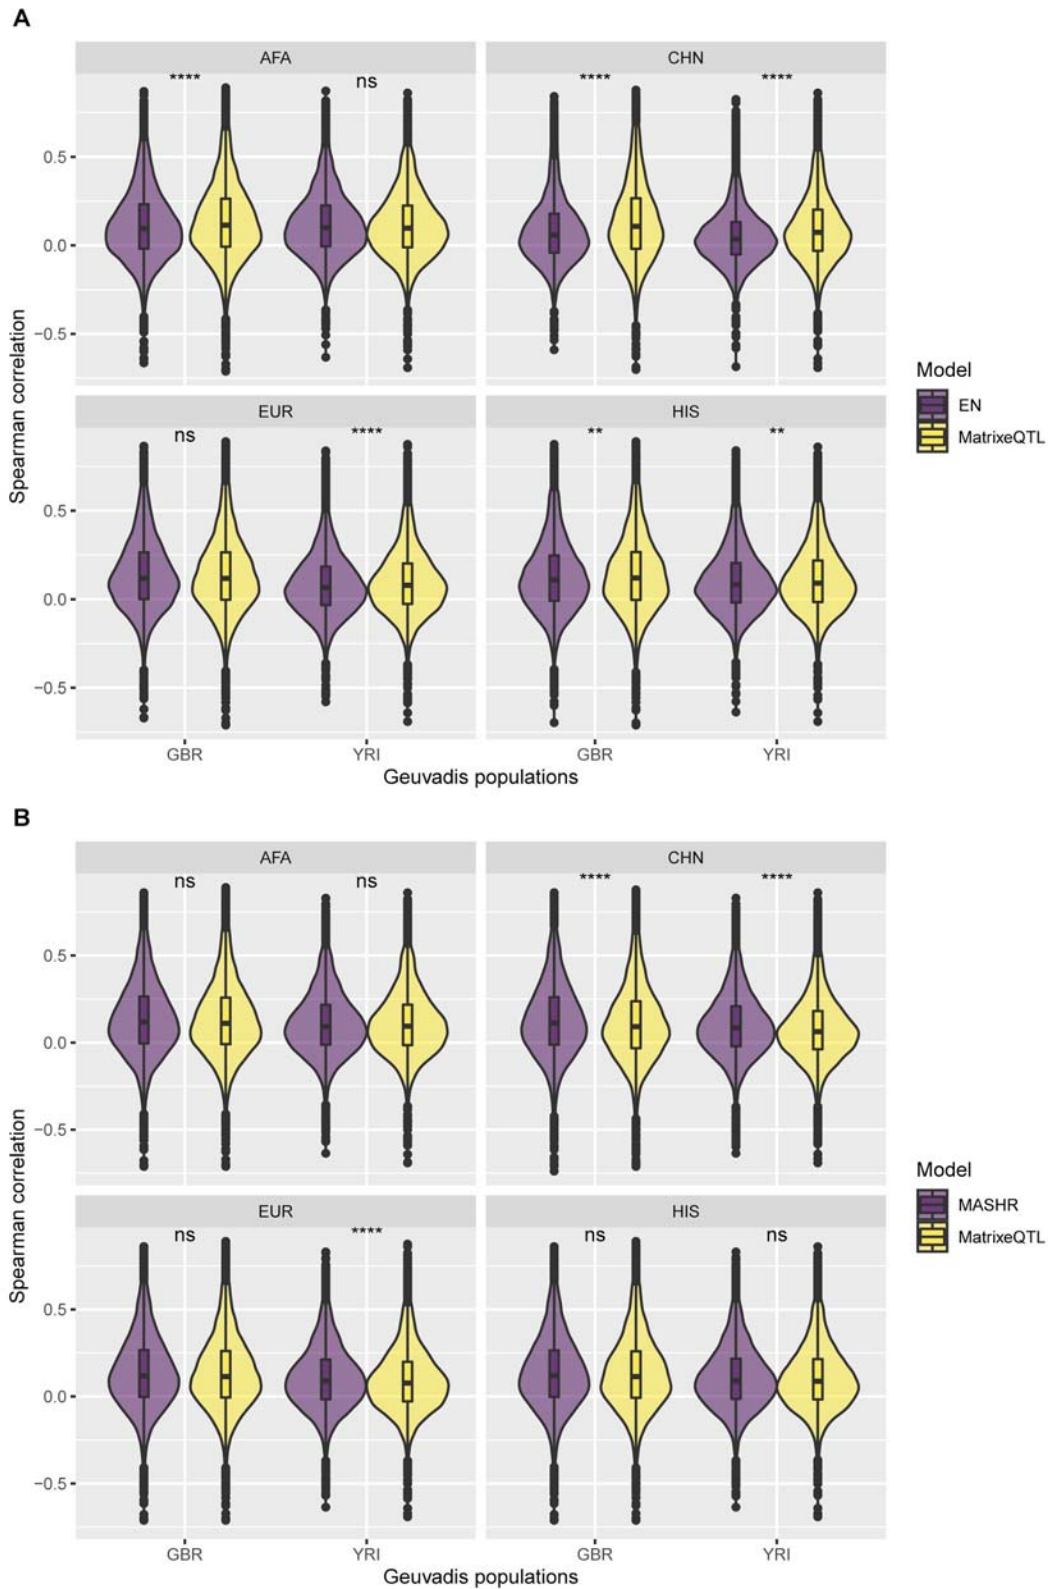 A
AFA
CHN
**** ns **** ****
0.5
0.0
−0.5
EUR
HIS
ns **** ** **
0.5
0.0
−0.5
GBR YRI GBR YRI
Geuvadis populations
Spearman correlation
Model
EN
MatrixeQTL
B
AFA
CHN
ns ns **** ****
0.5
0.0
−0.5
EUR
HIS
ns **** ns ns
0.5
0.0
−0.5
GBR YRI GBR YRI
Geuvadis populations
Spearman correlation
Model
MASHR
MatrixeQTL